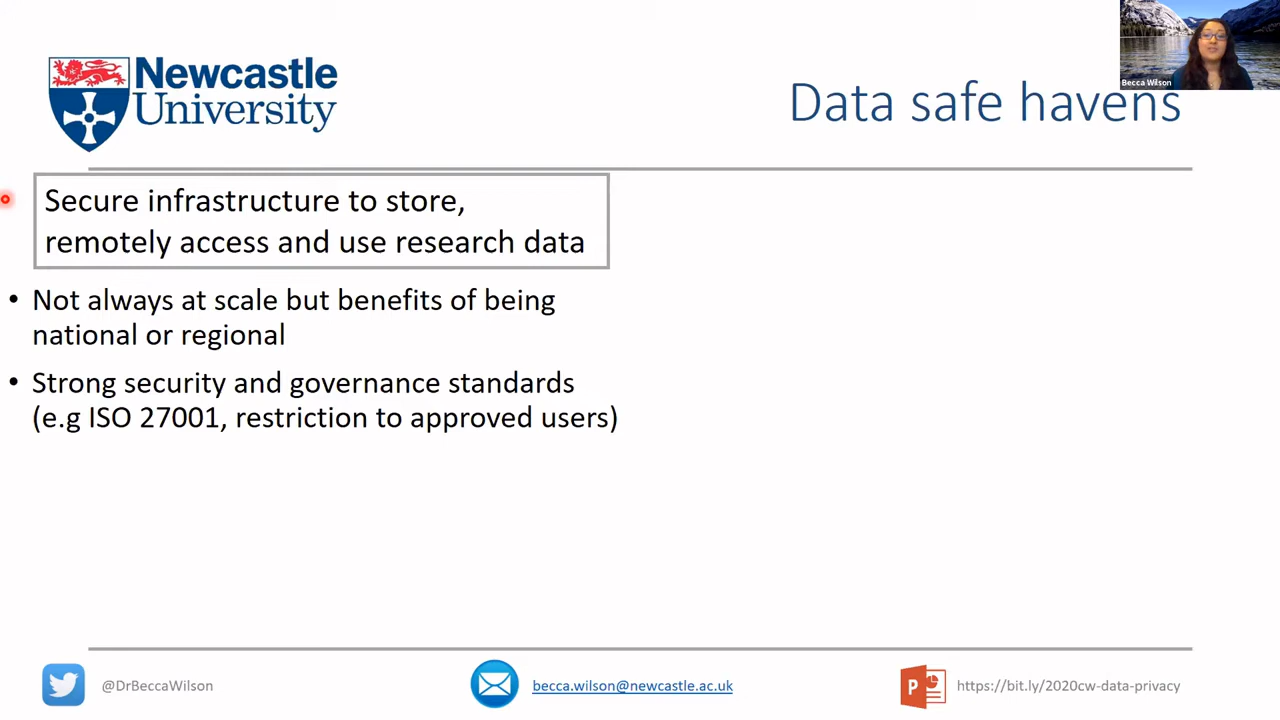 Newcastle
University
Data safe havens
Becca Wilson
Secure infrastructure to store,
remotely access and use research data
• Not always at scale but benefits of being
national or regional
• Strong security and governance standards
(e.g ISO 27001, restriction to approved users)
@DrBeccaWilson
becca.wilson@newcastle.ac.uk
P
https://bit.ly/2020cw-data-privacy